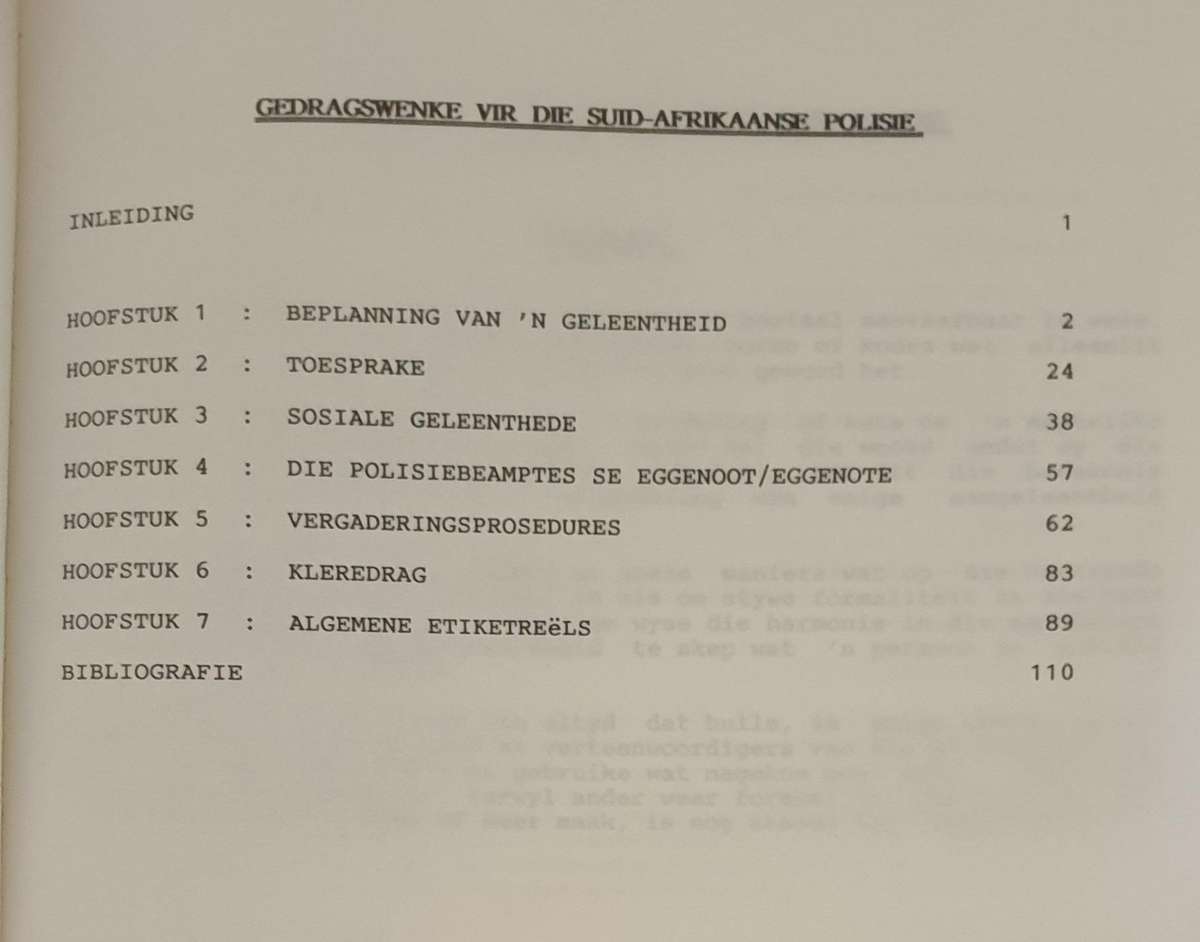 GEDRAGSWENKE VIR DIE SUID-AFRIKAANSE POLISIE
INLEIDING 1
HOOFSTUK 1 : BEPLANNING VAN 'N GELEENTHEID 2
HOOFSTUK 2 : TOESPRAKE 24
HOOFSTUK 3 : SOSIALE GELEENTHEDE 38
HOOFSTUK 4 : DIE POLISIEBEAMPTES SE EGGENOOT/EGGENOTE 57
HOOFSTUK 5 : VERGADERINGSPROSEDURES 62
HOOFSTUK 6 : KLEREDRAG 83
HOOFSTUK 7 : ALGEMENE ETIKETREëLS 89
BIBLIOGRAFIE 110